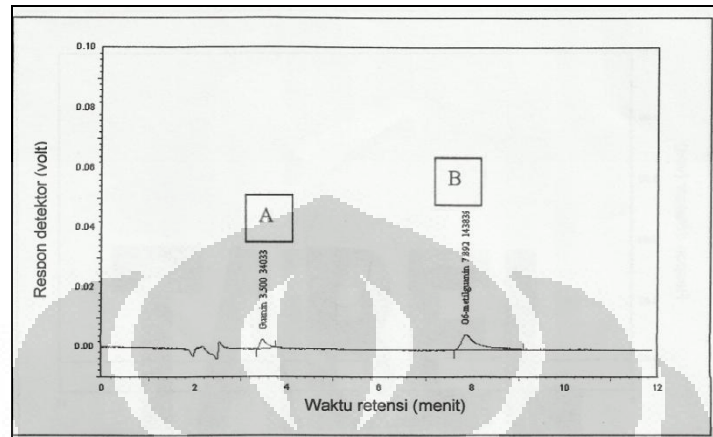 0.10
0.08
0.06
0.04
0.02
0.00
Respon detektor (volt)
A
Guanin 3.500 34033
B
O6-metilguanin 7.892 143835
0 2 4 6 8 10 12
Waktu retensi (menit)